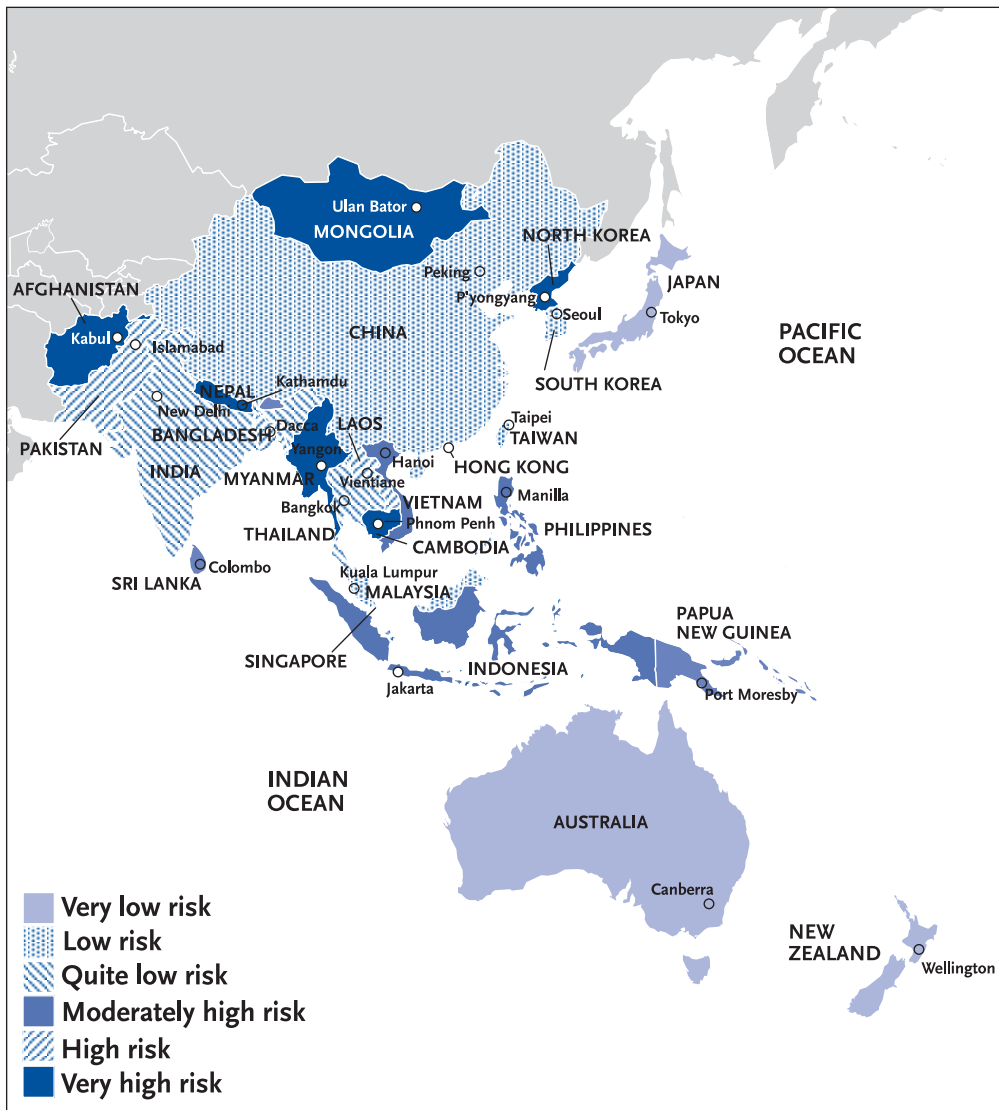 Ulan Bator
MONGOLIA
NORTH KOREA
Peking
AFGHANISTAN
P'yongyang
JAPAN
Seoul
Tokyo
CHINA
Kabul
Islamabad
PACIFIC
OCEAN
SOUTH KOREA
NEPAL
Kathamdu
New Delhi
Taipei
TAIWAN
BANGLADESH
Dacca
LAOS
PAKISTAN
Yangon
Hanoi
HONG KONG
INDIA
MYANMAR
Vientiane
Bangkok
VIETNAM
Manilla
THAILAND
Phnom Penh
PHILIPPINES
CAMBODIA
Colombo
SRI LANKA
Kuala Lumpur
MALAYSIA
PAPUA
NEW GUINEA
SINGAPORE
INDONESIA
Jakarta
Port Moresby
INDIAN
OCEAN
AUSTRALIA
Canberra
NEW
ZEALAND
Wellington
Very low risk
Low risk
Quite low risk
Moderately high risk
High risk
Very high risk